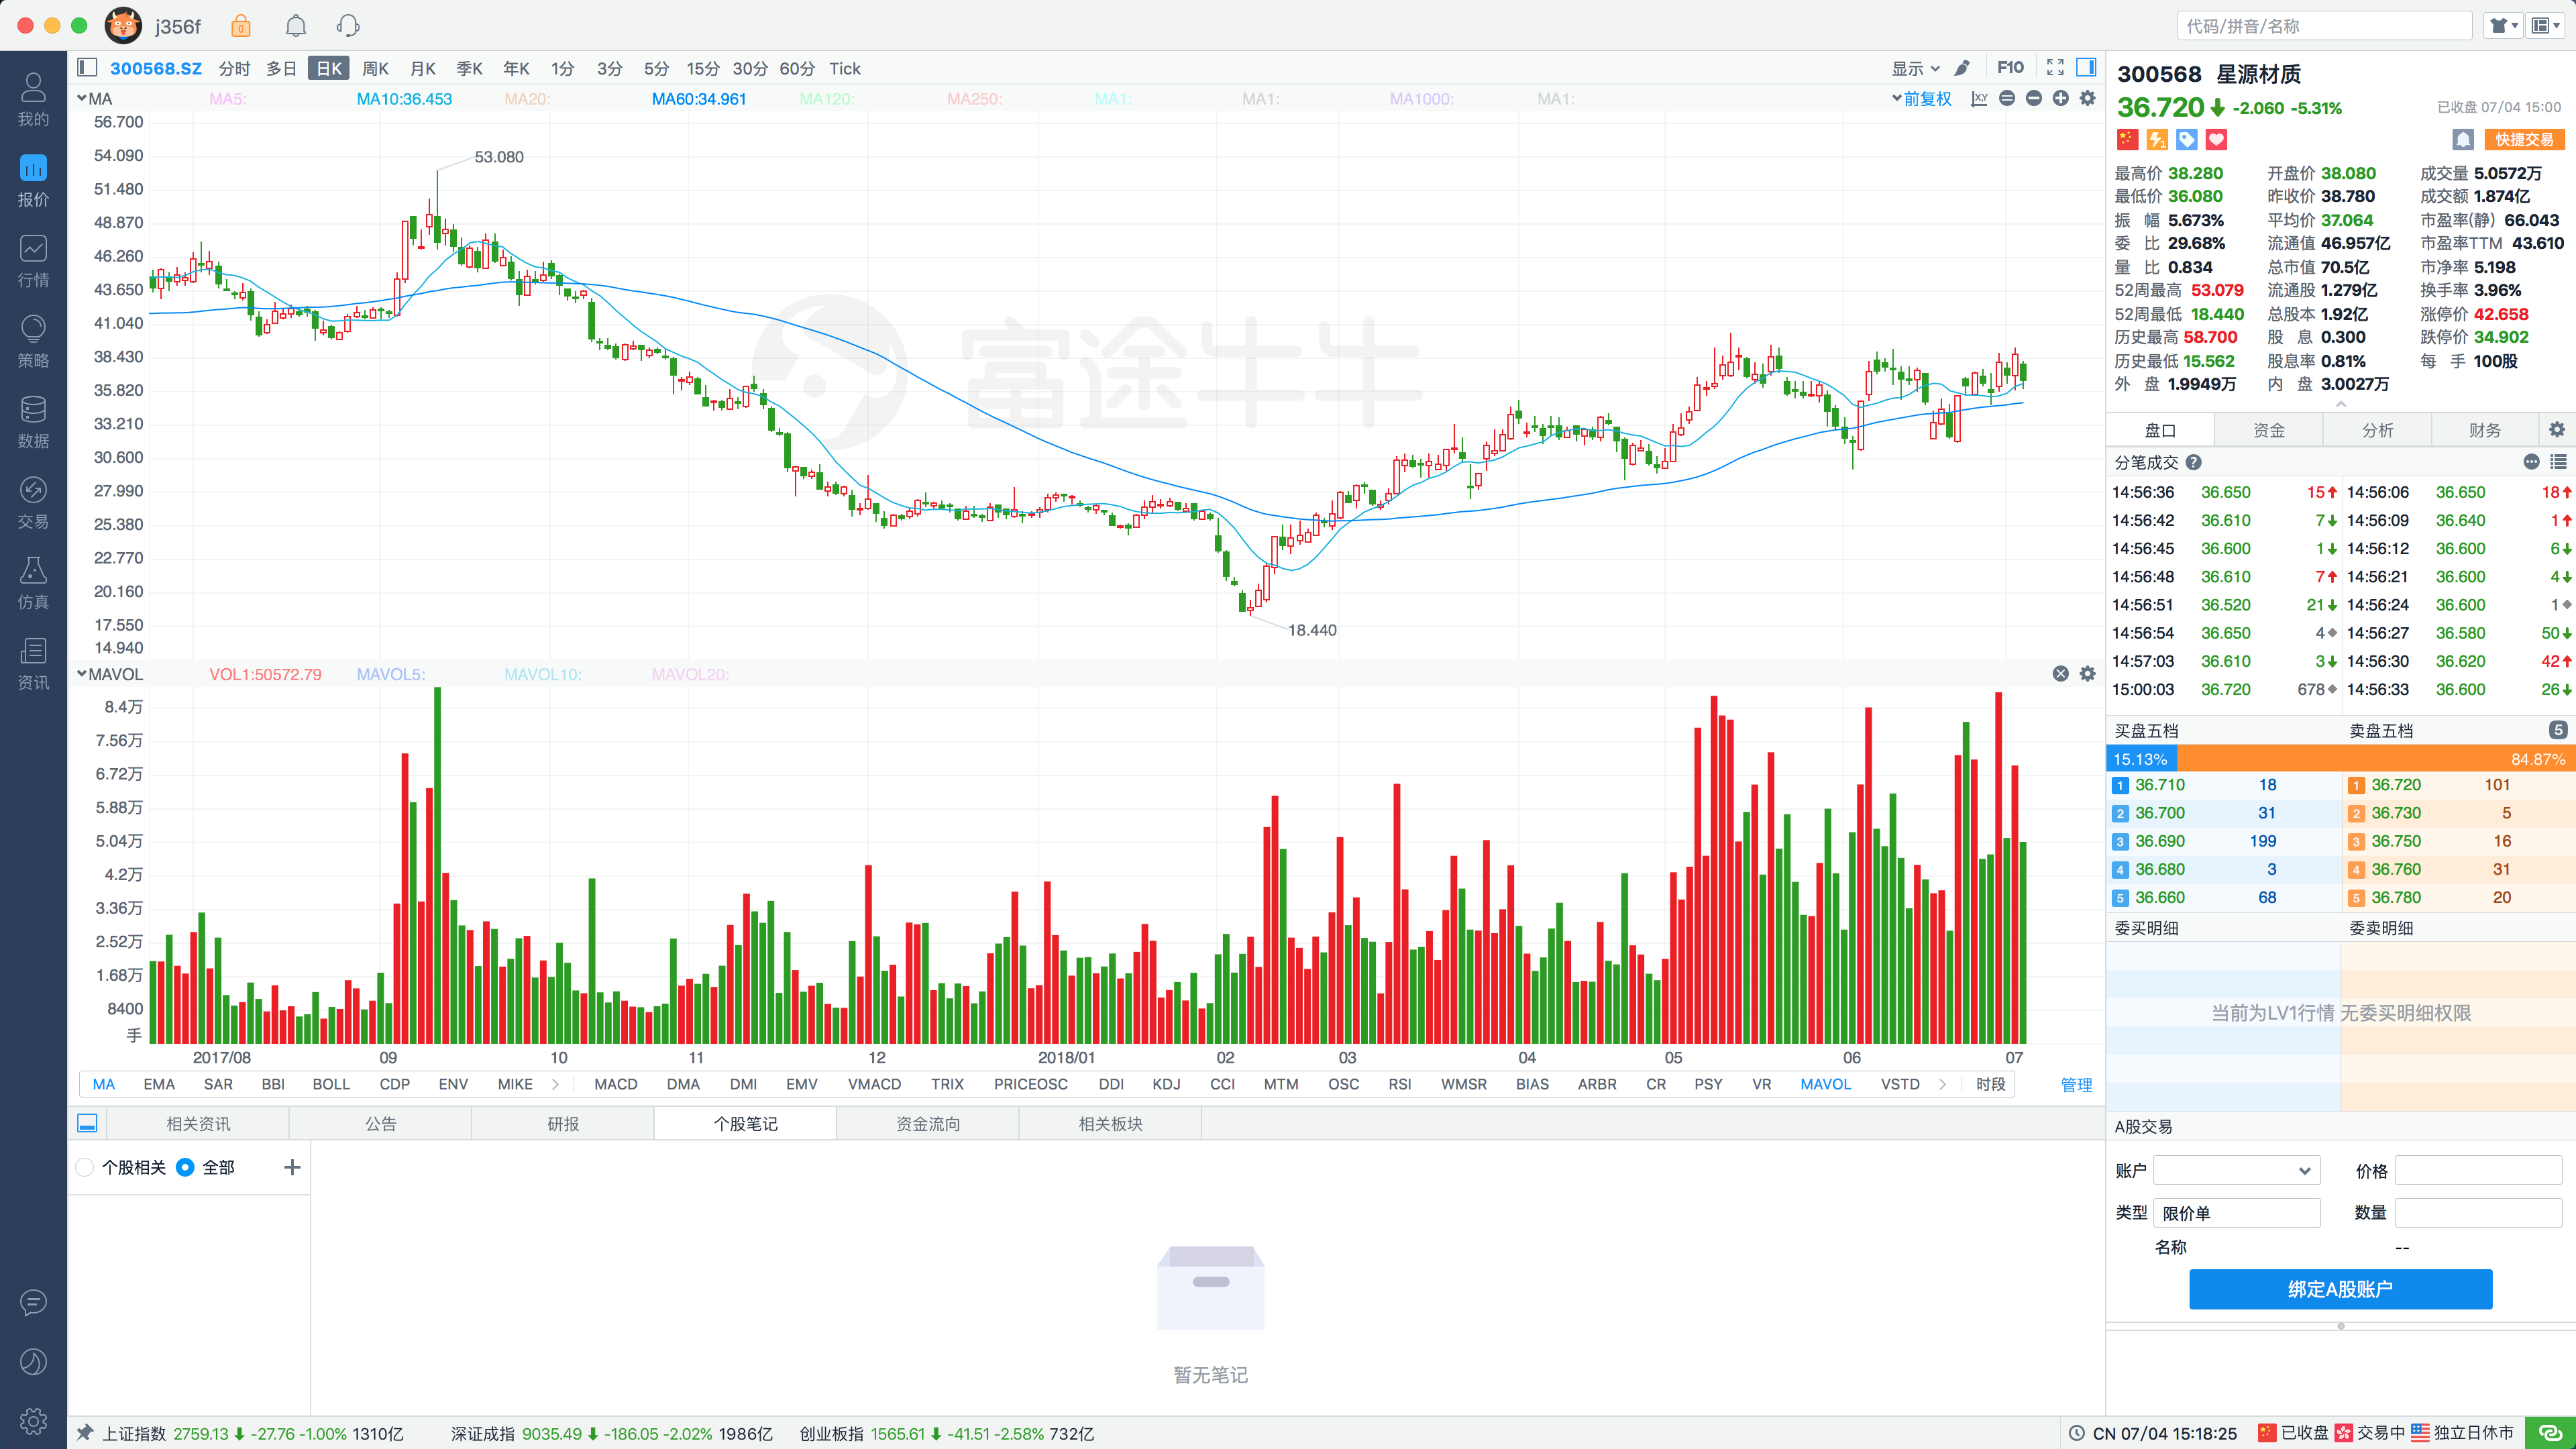 j356f
代码/拼音/名称
我的
报价
行情
策略
数据
交易
仿真
资讯
300568.SZ 分时 多日 日K 周K 月K 季K 年K 1分 3分 5分 15分 30分 60分 Tick 显示 F10
MA MA5: MA10:36.453 MA20: MA60:34.961 MA120: MA250: MA1: MA1: MA1000: MA1: 前复权
56.700
54.090
51.480
48.870
46.260
43.650
41.040
38.430
35.820
33.210
30.600
27.990
25.380
22.770
20.160
17.550
14.940
53.080
18.440
富途牛牛
MAVOL VOL1:50572.79 MAVOL5: MAVOL10: MAVOL20:
8.4万
7.56万
6.72万
5.88万
5.04万
4.2万
3.36万
2.52万
1.68万
8400
手
2017/08 09 10 11 12 2018/01 02 03 04 05 06 07
MA EMA SAR BBI BOLL CDP ENV MIKE MACD DMA DMI EMV VMACD TRIX PRICEOSC DDI KDJ CCI MTM OSC RSI WMSR BIAS ARBR CR PSY VR MAVOL VSTD 时段 管理
相关资讯 公告 研报 个股笔记 资金流向 相关板块
个股相关 全部
暂无笔记
300568 星源材质
36.720 -2.060 -5.31% 已收盘 07/04 15:00
快捷交易
最高价 38.280 开盘价 38.080 成交量 5.0572万
最低价 36.080 昨收价 38.780 成交额 1.874亿
振 幅 5.673% 平均价 37.064 市盈率(静) 66.043
委 比 29.68% 流通值 46.957亿 市盈率TTM 43.610
量 比 0.834 总市值 70.5亿 市净率 5.198
52周最高 53.079 流通股 1.279亿 换手率 3.96%
52周最低 18.440 总股本 1.92亿 涨停价 42.658
历史最高 58.700 股 息 0.300 跌停价 34.902
历史最低 15.562 股息率 0.81% 每 手 100股
外 盘 1.9949万 内 盘 3.0027万
盘口 资金 分析 财务
分笔成交
14:56:36 36.650 15 14:56:06 36.650 18
14:56:42 36.610 7 14:56:09 36.640 1
14:56:45 36.600 1 14:56:12 36.600 6
14:56:48 36.610 7 14:56:21 36.600 4
14:56:51 36.520 21 14:56:24 36.600 1
14:56:54 36.650 4 14:56:27 36.580 50
14:57:03 36.610 3 14:56:30 36.620 42
15:00:03 36.720 678 14:56:33 36.600 26
买盘五档 卖盘五档 5
15.13% 84.87%
1 36.710 18 1 36.720 101
2 36.700 31 2 36.730 5
3 36.690 199 3 36.750 16
4 36.680 3 4 36.760 31
5 36.660 68 5 36.780 20
委买明细 委卖明细
当前为LV1行情 无委买明细权限
A股交易
账户 价格
类型 限价单 数量
名称 --
绑定A股账户
上证指数 2759.13 -27.76 -1.00% 1310亿 深证成指 9035.49 -186.05 -2.02% 1986亿 创业板指 1565.61 -41.51 -2.58% 732亿 CN 07/04 15:18:25 已收盘 交易中 独立日休市